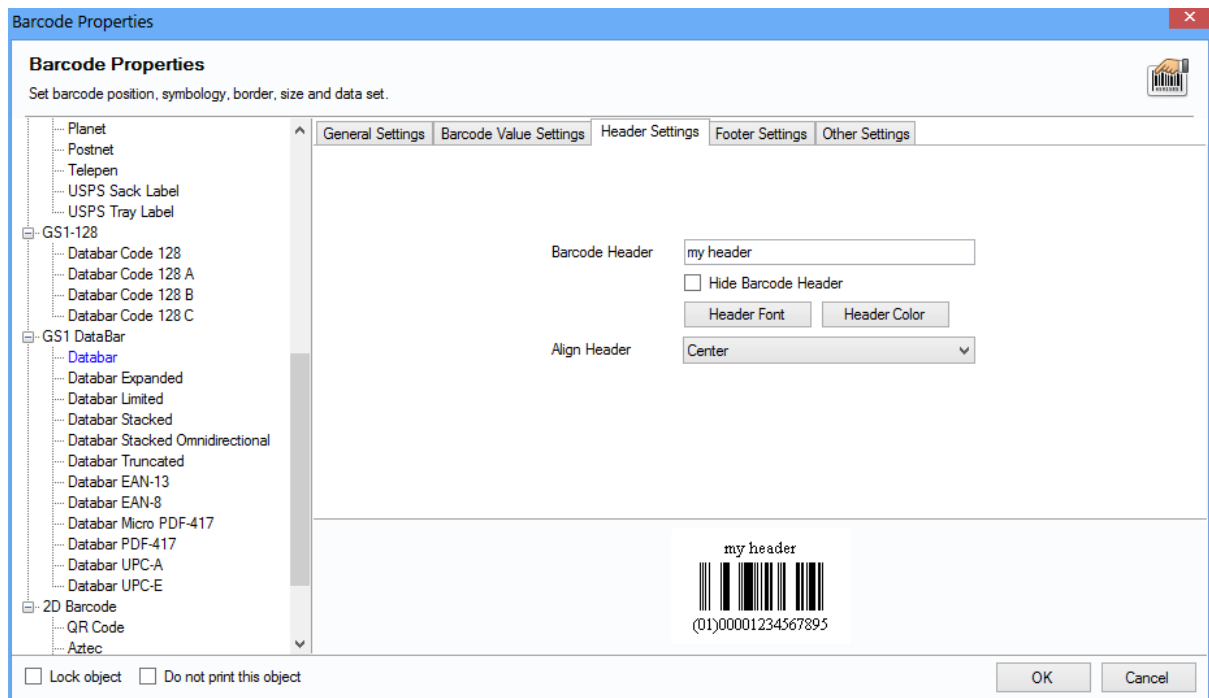 Barcode Properties
Barcode Properties
Set barcode position, symbology, border, size and data set.
Planet
Postnet
Telepen
USPS Sack Label
USPS Tray Label
GS1-128
Databar Code 128
Databar Code 128 A
Databar Code 128 B
Databar Code 128 C
GS1 DataBar
Databar
Databar Expanded
Databar Limited
Databar Stacked
Databar Stacked Omnidirectional
Databar Truncated
Databar EAN-13
Databar EAN-8
Databar Micro PDF-417
Databar PDF-417
Databar UPC-A
Databar UPC-E
2D Barcode
QR Code
Aztec
General Settings Barcode Value Settings Header Settings Footer Settings Other Settings
Barcode Header my header
Hide Barcode Header
Header Font Header Color
Align Header Center
my header
(01)00001234567895
Lock object Do not print this object OK Cancel